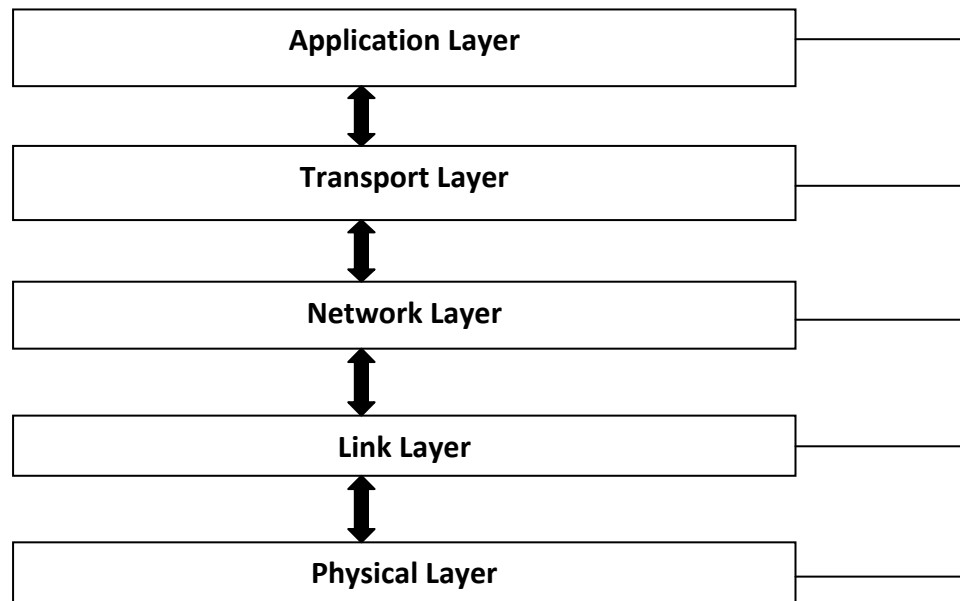 Application Layer
Transport Layer
Network Layer
Link Layer
Physical Layer